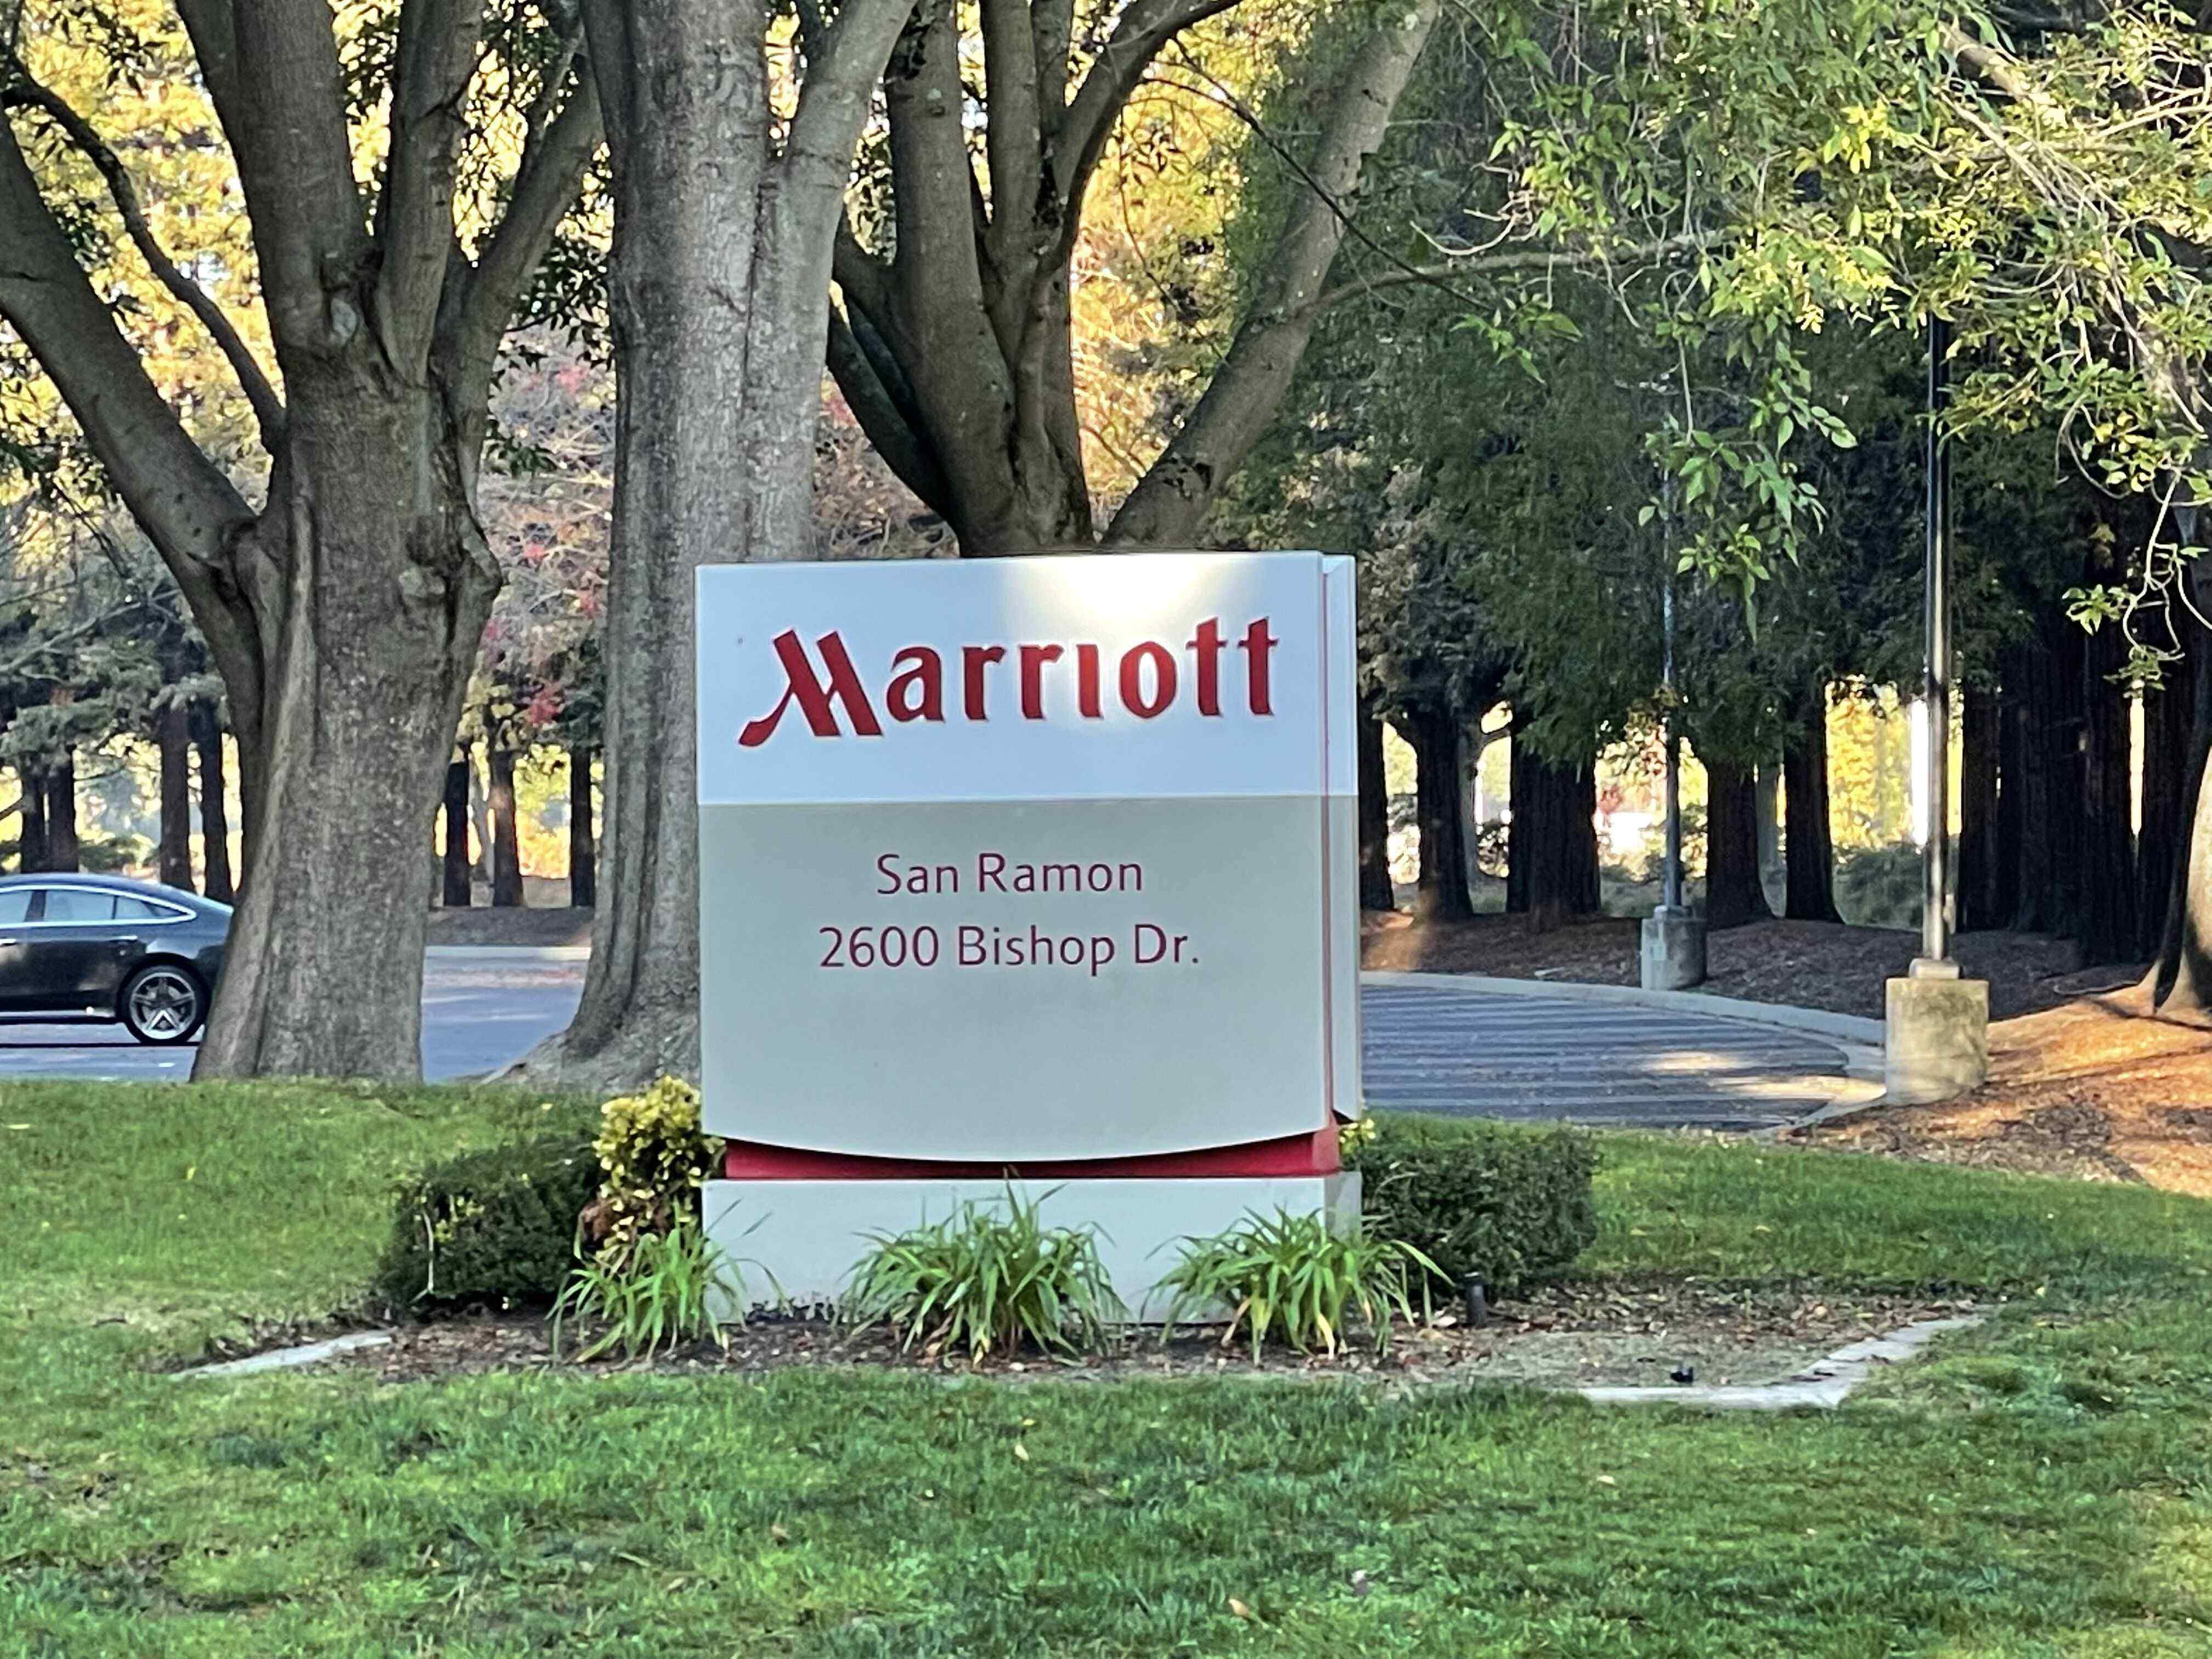 Marriott
San Ramon
2600 Bishop Dr.